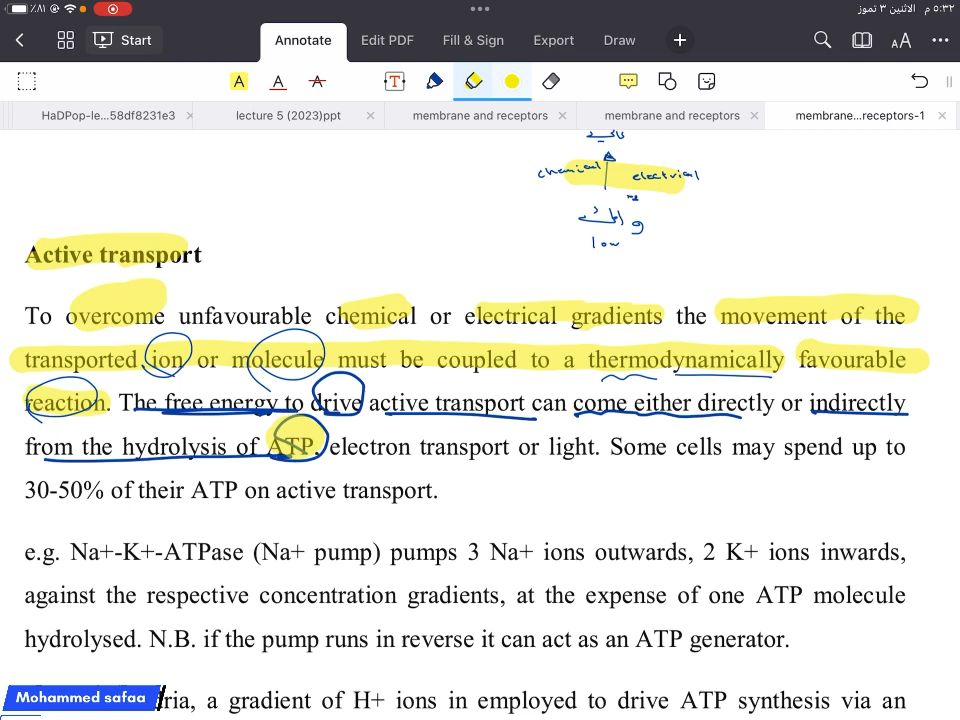 ٥:٣٢ م الاثنين ٣ تموز
٪٨١
Start
Annotate
Edit PDF
Fill & Sign
Export
Draw
HaDPop-le...58df8231e3
lecture 5 (2023)ppt
membrane and receptors
membrane and receptors
membrane...receptors-1
chemical electrical
low
Active transport
To overcome unfavourable chemical or electrical gradients the movement of the
transported ion or molecule must be coupled to a thermodynamically favourable
reaction. The free energy to drive active transport can come either directly or indirectly
from the hydrolysis of ATP, electron transport or light. Some cells may spend up to
30-50% of their ATP on active transport.
e.g. Na+-K+-ATPase (Na+ pump) pumps 3 Na+ ions outwards, 2 K+ ions inwards,
against the respective concentration gradients, at the expense of one ATP molecule
hydrolysed. N.B. if the pump runs in reverse it can act as an ATP generator.
Mohammed safaa
ria, a gradient of H+ ions in employed to drive ATP synthesis via an